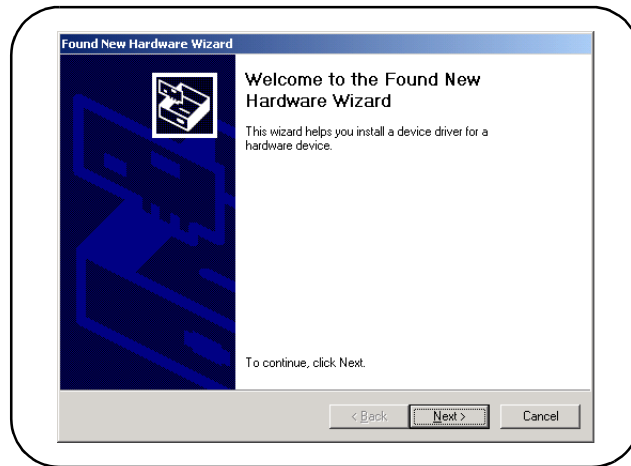 Found New Hardware Wizard
Welcome to the Found New
Hardware Wizard
This wizard helps you install a device driver for a
hardware device.
To continue, click Next.
< Back
Next >
Cancel